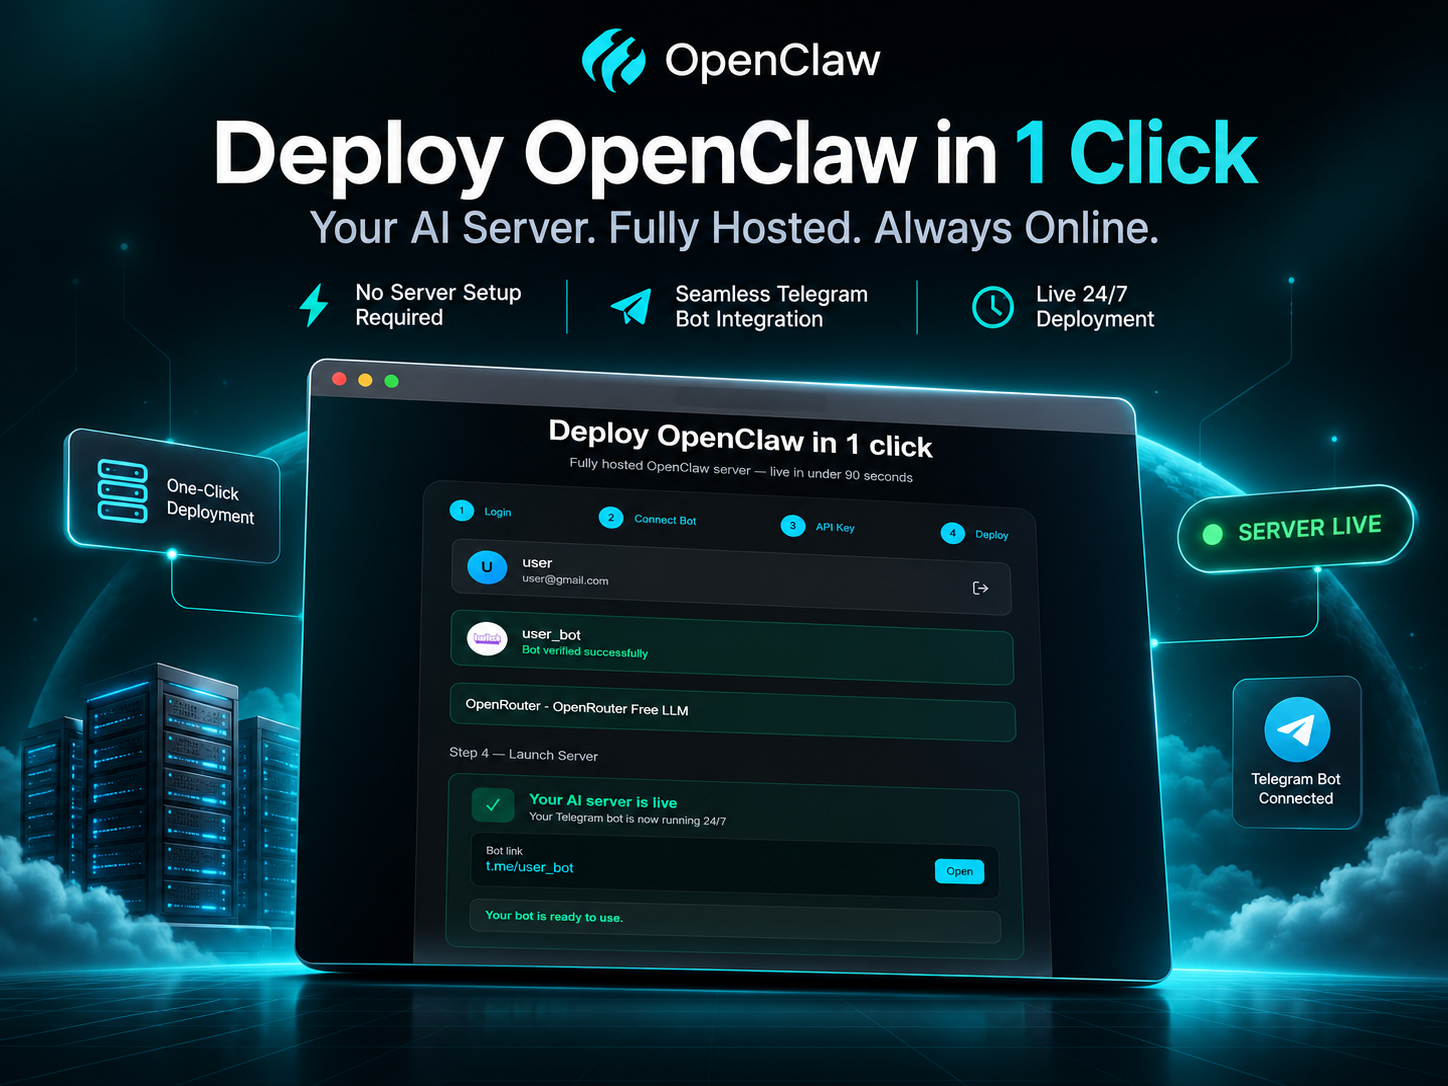 OpenClaw
Deploy OpenClaw in 1 Click
Your AI Server. Fully Hosted. Always Online.
No Server Setup
Required
Seamless Telegram
Bot Integration
Live 24/7
Deployment
Deploy OpenClaw in 1 click
Fully hosted OpenClaw server — live in under 90 seconds
1 Login
2 Connect Bot
3 API Key
4 Deploy
U
user
user@gmail.com
user_bot
Bot verified successfully
OpenRouter - OpenRouter Free LLM
Step 4 — Launch Server
Your AI server is live
Your Telegram bot is now running 24/7
Bot link
t.me/user_bot
Open
Your bot is ready to use.
One-Click
Deployment
SERVER LIVE
Telegram Bot
Connected